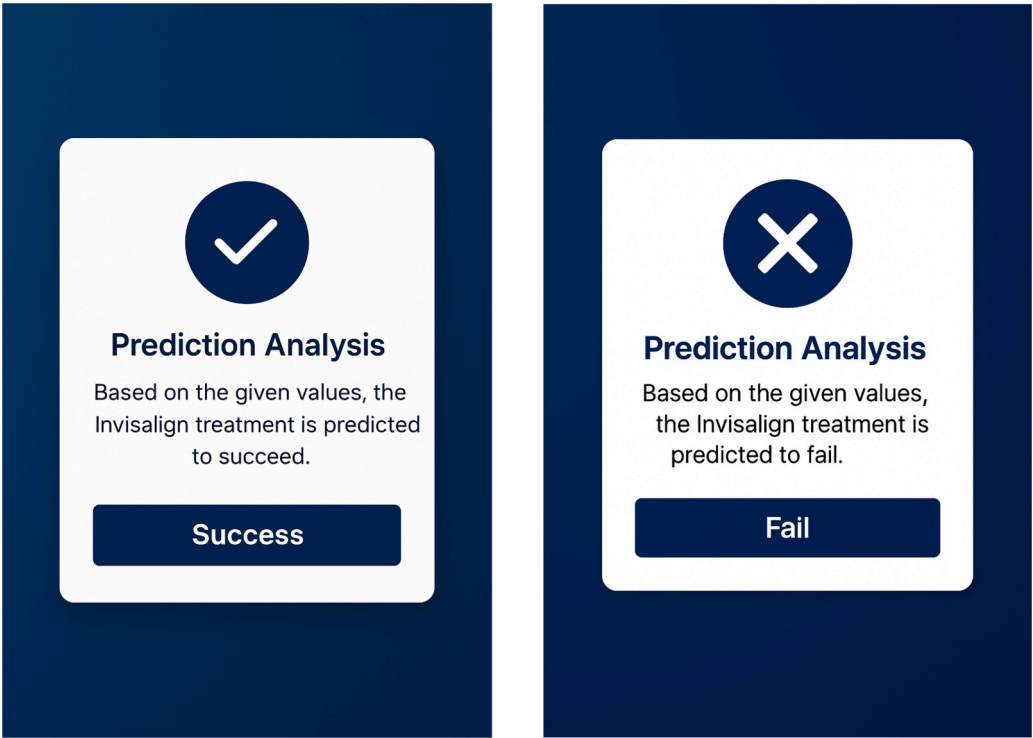 Prediction Analysis
Based on the given values, the
Invisalign treatment is predicted
to succeed.
Success
Prediction Analysis
Based on the given values,
the Invisalign treatment is
predicted to fail.
Fail